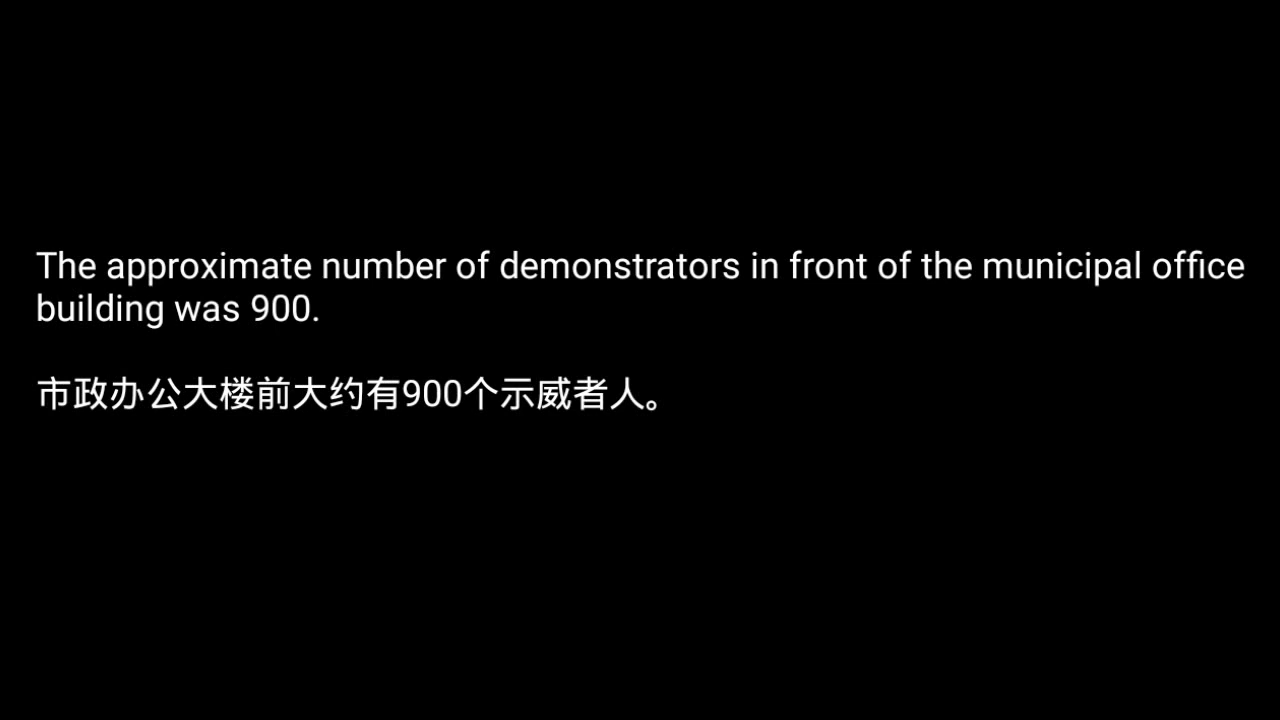 The approximate number of demonstrators in front of the municipal office
building was 900.
市政办公大楼前大约有900个示威者人。